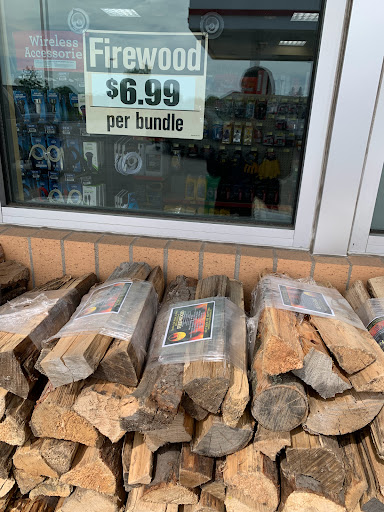 Wireless
Accessorie
Firewood
$6.99
per bundle